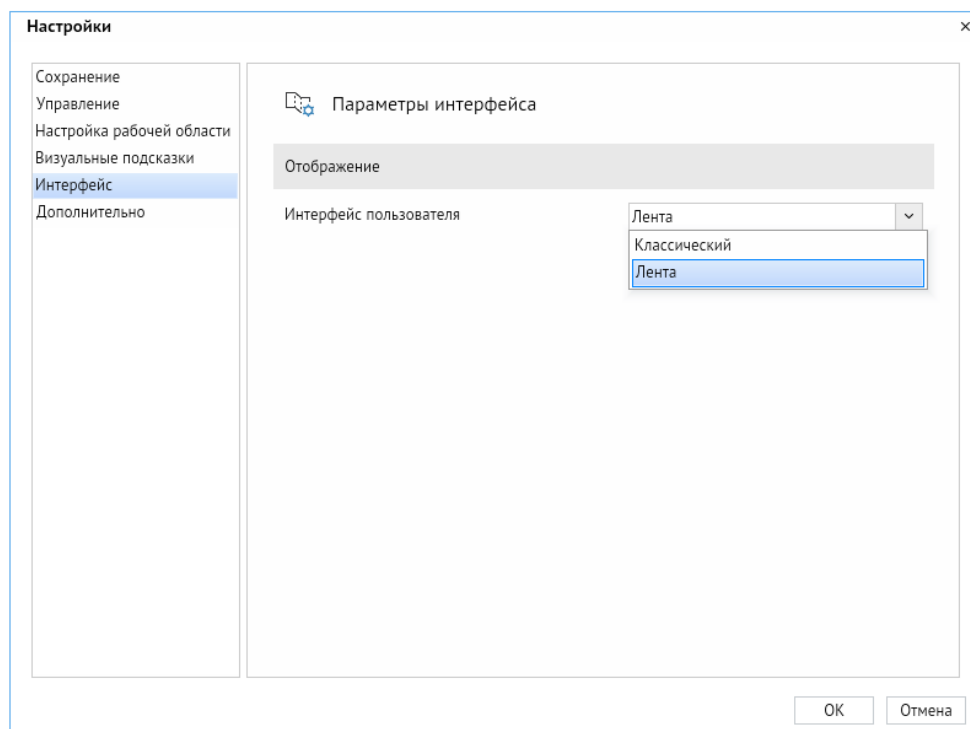 Настройки
Сохранение
Управление
Настройка рабочей области
Визуальные подсказки
Интерфейс
Дополнительно
Параметры интерфейса
Отображение
Интерфейс пользователя
Лента
Классический
Лента
ОК
Отмена